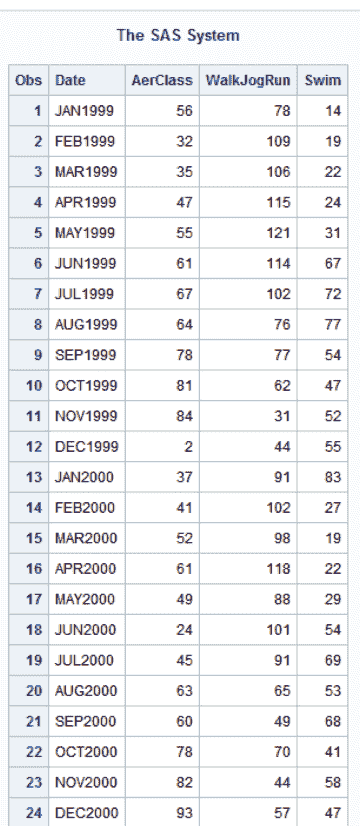 The SAS System
Obs Date AerClass WalkJogRun Swim
1 JAN1999 56 78 14
2 FEB1999 32 109 19
3 MAR1999 35 106 22
4 APR1999 47 115 24
5 MAY1999 55 121 31
6 JUN1999 61 114 67
7 JUL1999 67 102 72
8 AUG1999 64 76 77
9 SEP1999 78 77 54
10 OCT1999 81 62 47
11 NOV1999 84 31 52
12 DEC1999 2 44 55
13 JAN2000 37 91 83
14 FEB2000 41 102 27
15 MAR2000 52 98 19
16 APR2000 61 118 22
17 MAY2000 49 88 29
18 JUN2000 24 101 54
19 JUL2000 45 91 69
20 AUG2000 63 65 53
21 SEP2000 60 49 68
22 OCT2000 78 70 41
23 NOV2000 82 44 58
24 DEC2000 93 57 47